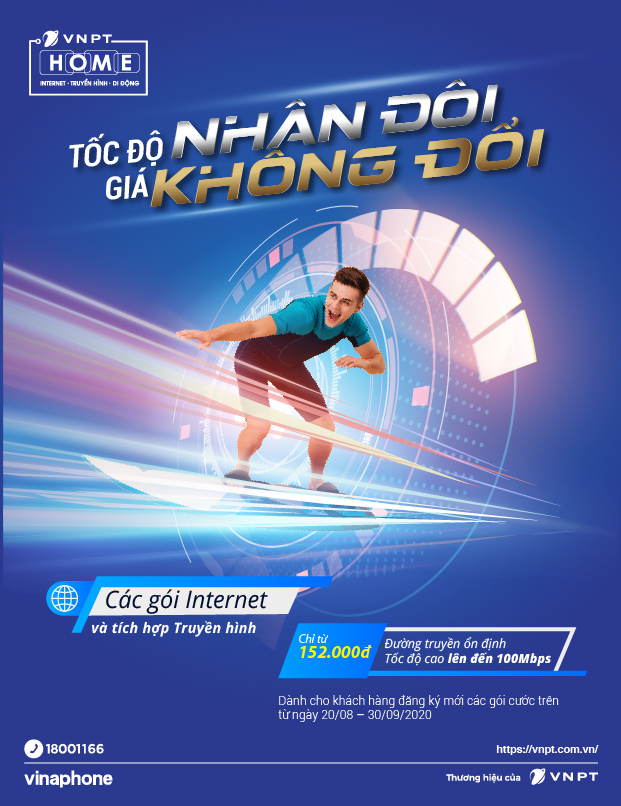 VNPT
HOME
INTERNET • TRUYỀN HÌNH • DI ĐỘNG
TỐC ĐỘ NHÂN ĐÔI
GIÁ KHÔNG ĐỔI
Các gói Internet
và tích hợp Truyền hình
Chỉ từ
152.000đ
Đường truyền ổn định
Tốc độ cao lên đến 100Mbps
Dành cho khách hàng đăng ký mới các gói cước trên
từ ngày 20/08 – 30/09/2020
18001166
https://vnpt.com.vn/
vinaphone
Thương hiệu của VNPT